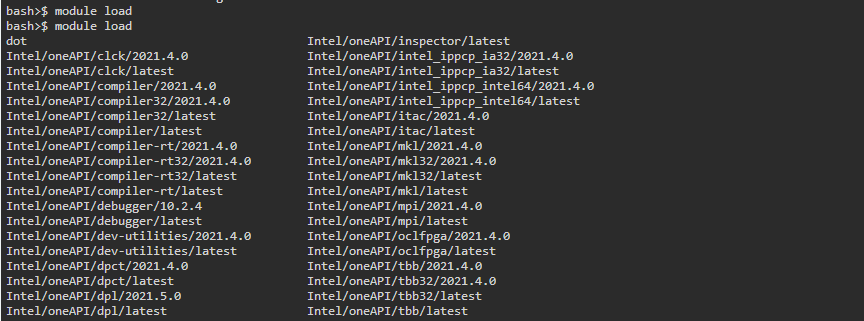 bash>$ module load
bash>$ module load
dot Intel/oneAPI/inspector/latest
Intel/oneAPI/clck/2021.4.0 Intel/oneAPI/intel_ippcp_ia32/2021.4.0
Intel/oneAPI/clck/latest Intel/oneAPI/intel_ippcp_ia32/latest
Intel/oneAPI/compiler/2021.4.0 Intel/oneAPI/intel_ippcp_intel64/2021.4.0
Intel/oneAPI/compiler32/2021.4.0 Intel/oneAPI/intel_ippcp_intel64/latest
Intel/oneAPI/compiler32/latest Intel/oneAPI/itac/2021.4.0
Intel/oneAPI/compiler/latest Intel/oneAPI/itac/latest
Intel/oneAPI/compiler-rt/2021.4.0 Intel/oneAPI/mkl/2021.4.0
Intel/oneAPI/compiler-rt32/2021.4.0 Intel/oneAPI/mkl32/2021.4.0
Intel/oneAPI/compiler-rt32/latest Intel/oneAPI/mkl32/latest
Intel/oneAPI/compiler-rt/latest Intel/oneAPI/mkl/latest
Intel/oneAPI/debugger/10.2.4 Intel/oneAPI/mpi/2021.4.0
Intel/oneAPI/debugger/latest Intel/oneAPI/mpi/latest
Intel/oneAPI/dev-utilities/2021.4.0 Intel/oneAPI/oclfpga/2021.4.0
Intel/oneAPI/dev-utilities/latest Intel/oneAPI/oclfpga/latest
Intel/oneAPI/dpct/2021.4.0 Intel/oneAPI/tbb/2021.4.0
Intel/oneAPI/dpct/latest Intel/oneAPI/tbb32/2021.4.0
Intel/oneAPI/dpl/2021.5.0 Intel/oneAPI/tbb32/latest
Intel/oneAPI/dpl/latest Intel/oneAPI/tbb/latest